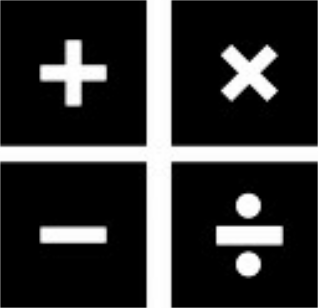 + ×
− ÷